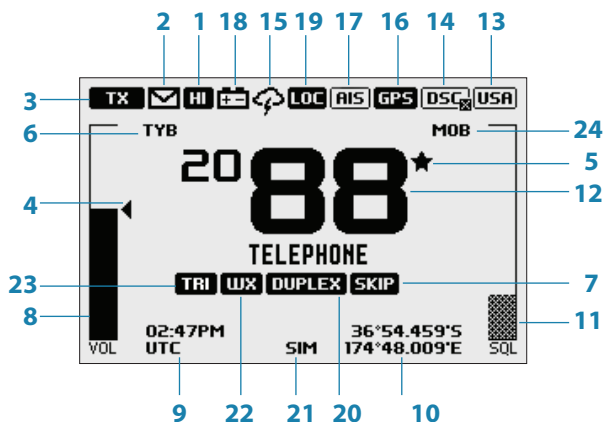 2 1 18 15 19 17 16 14 13
3 TX HI LOC AIS GPS DSC USA
6 TYB MOB 24
20 88 5
12
4
TELEPHONE
23 TRI WX DUPLEX SKIP 7
8 11
02:47PM 36°54.459'S
VOL UTC SIM 174°48.009'E SQL
9 22 21 20 10